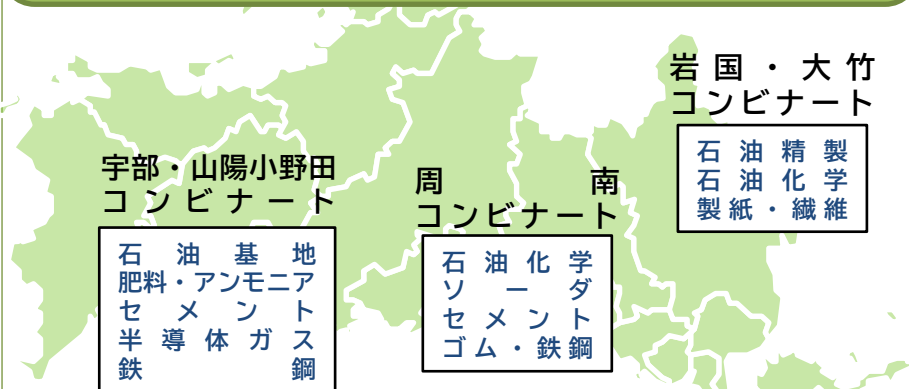 岩国・大竹
コンビナート
石油精製
石油化学
製紙・繊維
宇部・山陽小野田
コンビナート
石油基地
肥料・アンモニア
セメント
半導体ガス
鉄鋼
周南
コンビナート
石油化学
ソーダ
セメント
ゴム・鉄鋼